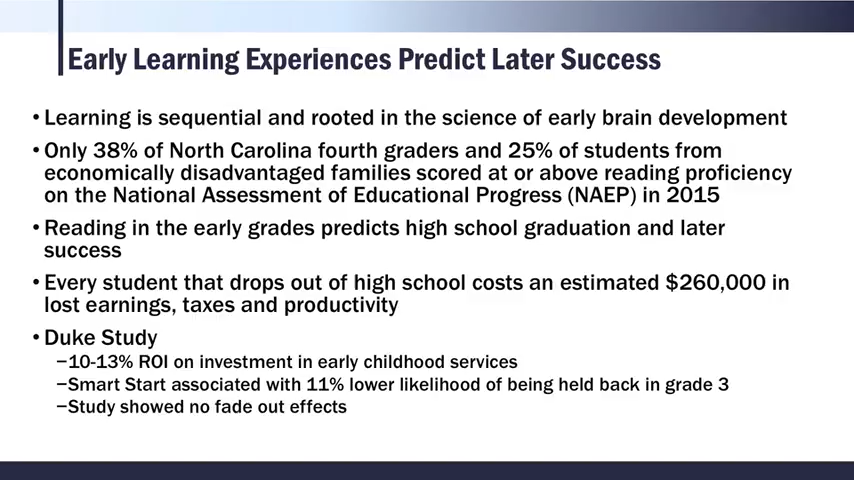 Early Learning Experiences Predict Later Success
• Learning is sequential and rooted in the science of early brain development
• Only 38% of North Carolina fourth graders and 25% of students from
economically disadvantaged families scored at or above reading proficiency
on the National Assessment of Educational Progress (NAEP) in 2015
• Reading in the early grades predicts high school graduation and later
success
• Every student that drops out of high school costs an estimated $260,000 in
lost earnings, taxes and productivity
• Duke Study
–10-13% ROI on investment in early childhood services
–Smart Start associated with 11% lower likelihood of being held back in grade 3
–Study showed no fade out effects